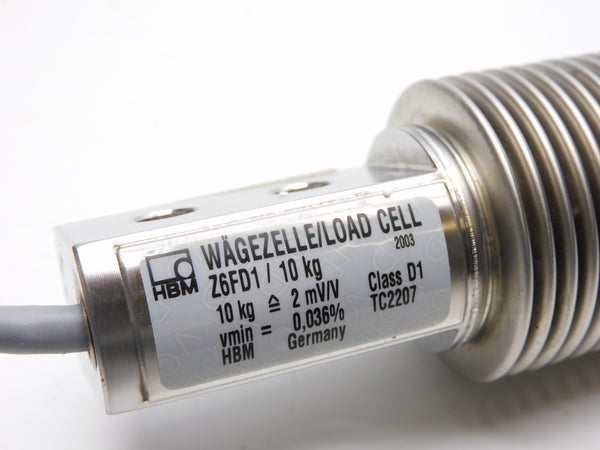 WÄGEZELLE/LOAD CELL
2003
HBM
Z6FD1 / 10 kg
10 kg ≙ 2 mV/V Class D1
vmin = 0,036% TC2207
HBM Germany